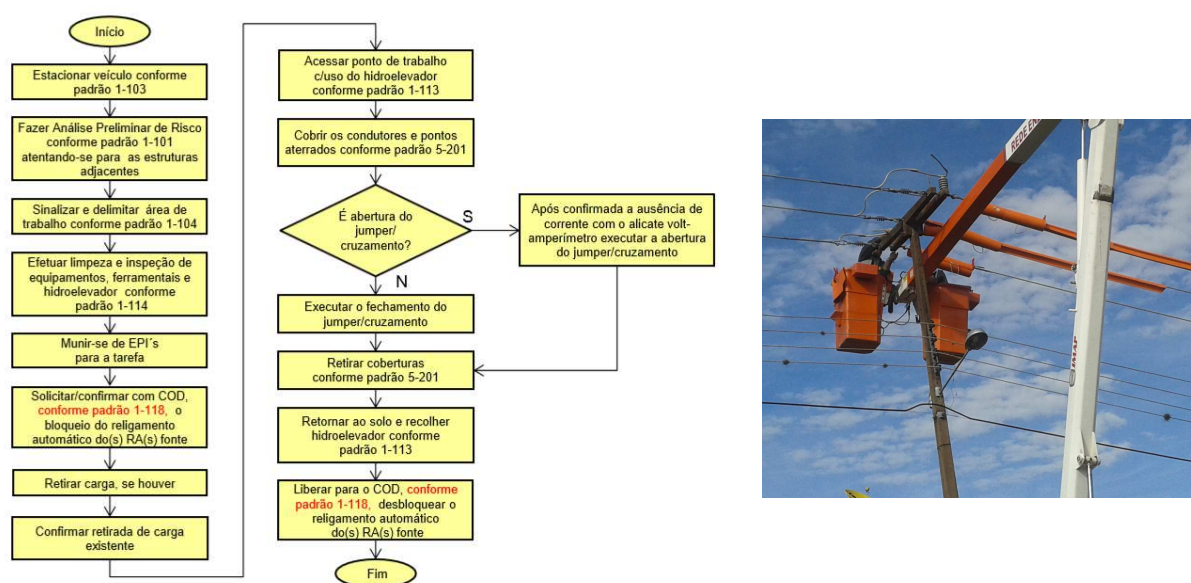 Início
Estacionar veículo conforme
padrão 1-103
Fazer Análise Preliminar de Risco
conforme padrão 1-101
atentando-se para as estruturas
adjacentes
Sinalizar e delimitar área de
trabalho conforme padrão 1-104
Efetuar limpeza e inspeção de
equipamentos, ferramentais e
hidroelevador conforme
padrão 1-114
Munir-se de EPI´s
para a tarefa
Solicitar/confirmar com COD,
conforme padrão 1-118, o
bloqueio do religamento
automático do(s) RA(s) fonte
Retirar carga, se houver
Confirmar retirada de carga
existente
Acessar ponto de trabalho
c/uso do hidroelevador
conforme padrão 1-113
Cobrir os condutores e pontos
aterrados conforme padrão 5-201
É abertura do
jumper/
cruzamento?
S
Após confirmada a ausência de
corrente com o alicate volt-
amperímetro executar a abertura
do jumper/cruzamento
N
Executar o fechamento do
jumper/cruzamento
Retirar coberturas
conforme padrão 5-201
Retornar ao solo e recolher
hidroelevador conforme
padrão 1-113
Liberar para o COD, conforme
padrão 1-118, desbloquear o
religamento automático
do(s) RA(s) fonte
Fim
REDE
IMAP